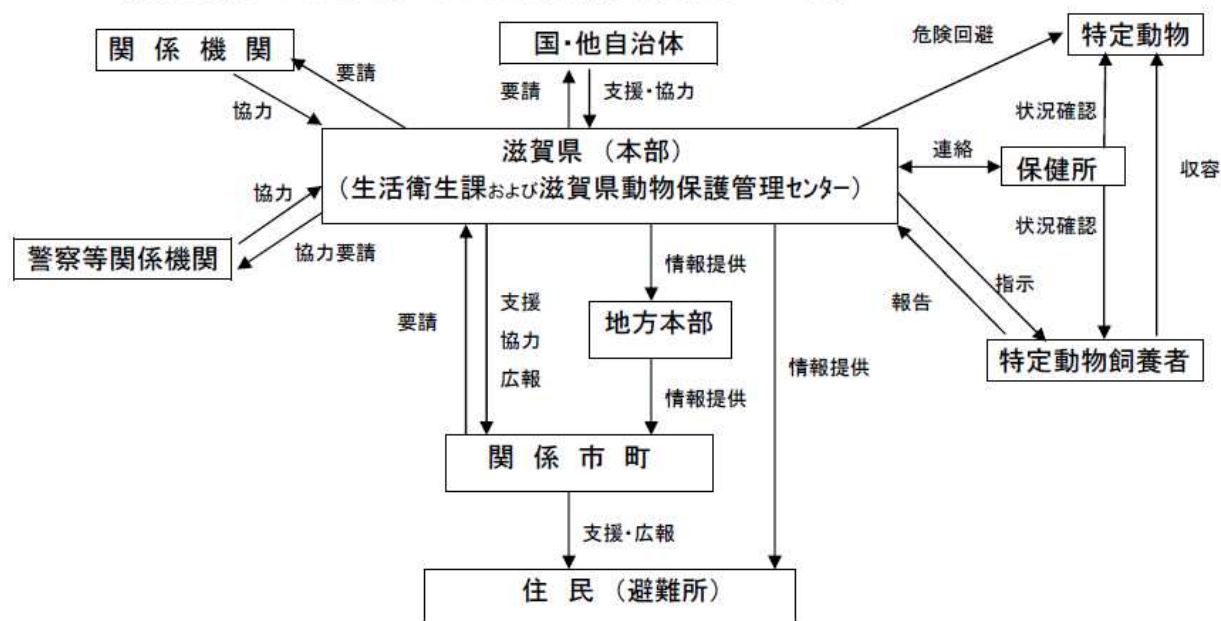 関係機関
国・他自治体
危険回避
特定動物
要請
協力
要請
支援・協力
状況確認
滋賀県（本部）
（生活衛生課および滋賀県動物保護管理センター）
連絡
保健所
収容
協力
状況確認
警察等関係機関
協力要請
情報提供
指示
報告
要請
支援
協力
広報
地方本部
特定動物飼養者
情報提供
情報提供
関係市町
支援・広報
住民（避難所）